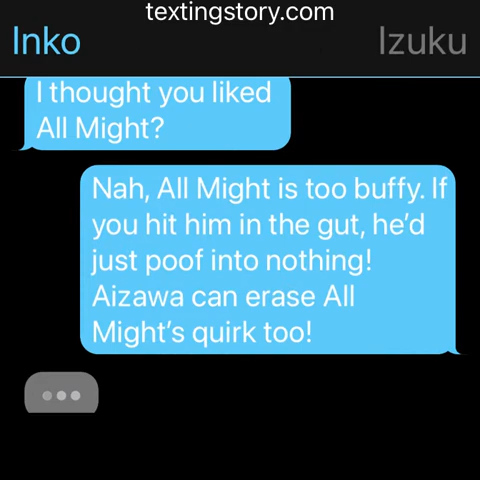 textingstory.com
Inko
Izuku
I thought you liked
All Might?
Nah, All Might is too buffy. If
you hit him in the gut, he’d
just poof into nothing!
Aizawa can erase All
Might’s quirk too!